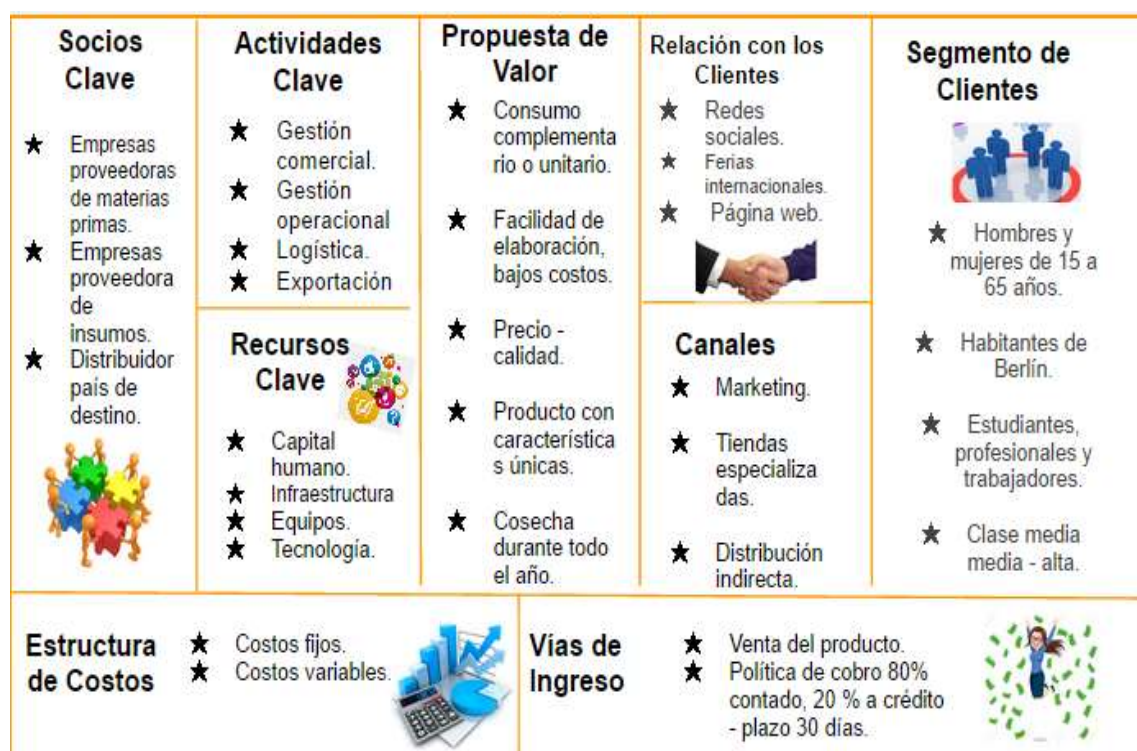 Socios
Clave
Empresas
proveedoras
de materias
primas.
Empresas
proveedora
de
insumos.
Distribuidor
país de
destino.
Actividades
Clave
Gestión
comercial.
Gestión
operacional
Logística.
Exportación
Recursos
Clave
Capital
humano.
Infraestructura
Equipos.
Tecnología.
Propuesta de
Valor
Consumo
complementa
rio o unitario.
Facilidad de
elaboración,
bajos costos.
Precio -
calidad.
Producto con
característica
s únicas.
Cosecha
durante todo
el año.
Relación con los
Clientes
Redes
sociales.
Ferias
internacionales.
Página web.
Canales
Marketing.
Tiendas
especializa
das.
Distribución
indirecta.
Segmento de
Clientes
Hombres y
mujeres de 15 a
65 años.
Habitantes de
Berlín.
Estudiantes,
profesionales y
trabajadores.
Clase media
media - alta.
Estructura
de Costos
Costos fijos.
Costos variables.
Vías de
Ingreso
Venta del producto.
Política de cobro 80%
contado, 20 % a crédito
- plazo 30 días.